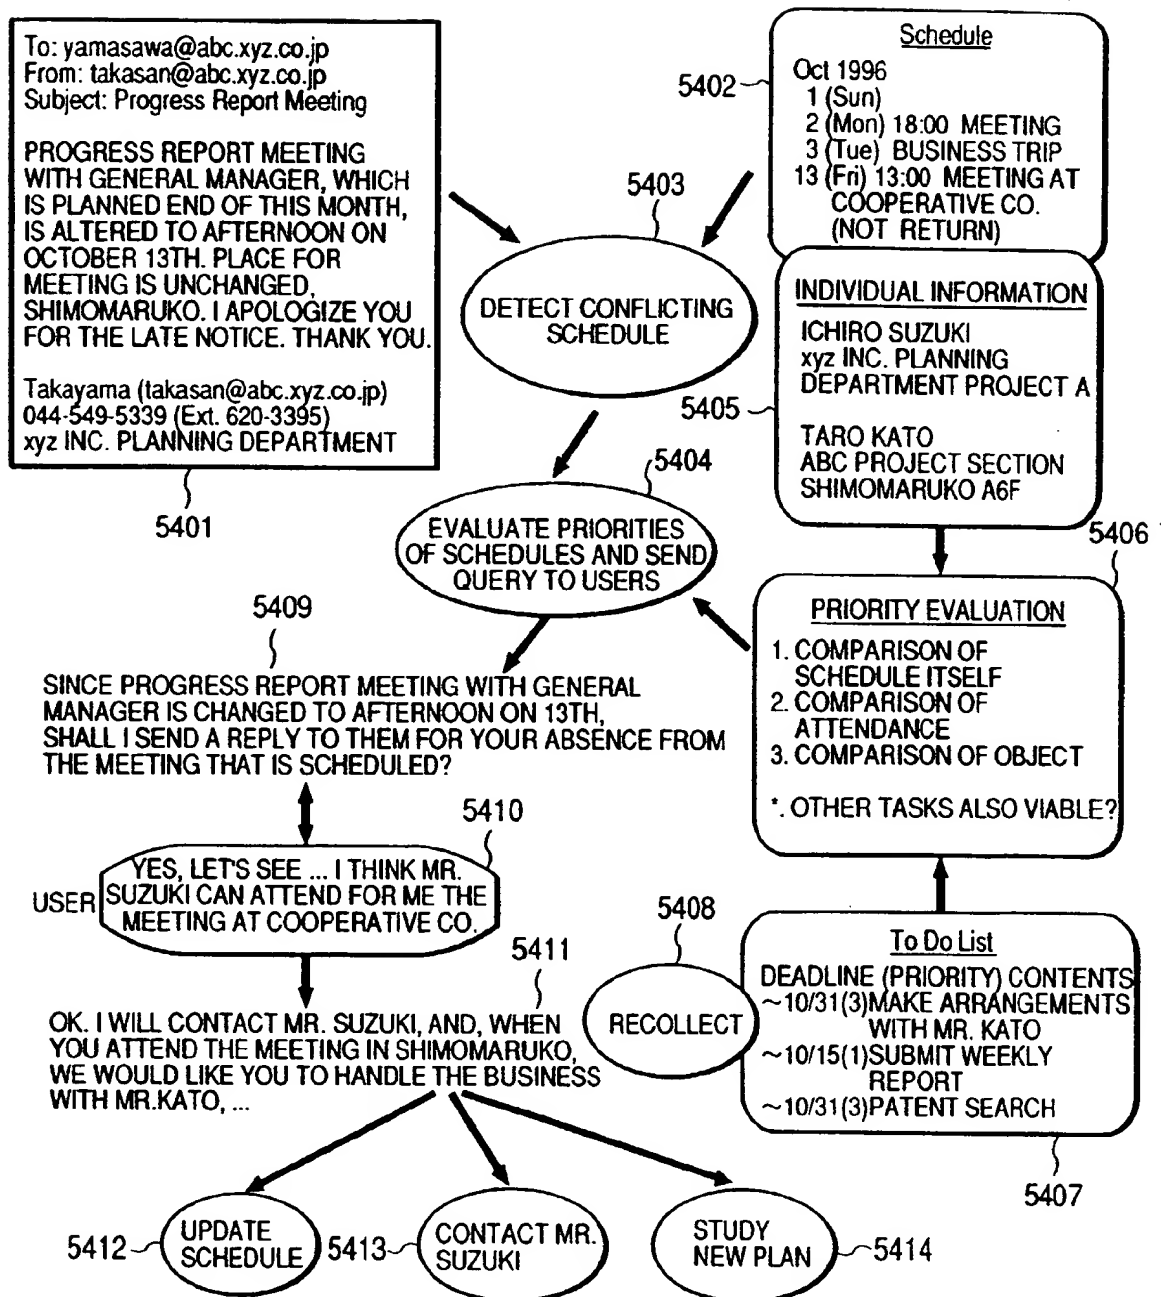 To: yamasawa@abc.xyz.co.jp
From: takasan@abc.xyz.co.jp
Subject: Progress Report Meeting
PROGRESS REPORT MEETING
WITH GENERAL MANAGER, WHICH
IS PLANNED END OF THIS MONTH,
IS ALTERED TO AFTERNOON ON
OCTOBER 13TH. PLACE FOR
MEETING IS UNCHANGED,
SHIMOMARUKO. I APOLOGIZE YOU
FOR THE LATE NOTICE. THANK YOU.
Takayama (takasan@abc.xyz.co.jp)
044-549-5339 (Ext. 620-3395)
xyz INC. PLANNING DEPARTMENT
5401
Schedule
Oct 1996
1 (Sun)
2 (Mon) 18:00 MEETING
3 (Tue) BUSINESS TRIP
13 (Fri) 13:00 MEETING AT
COOPERATIVE CO.
(NOT RETURN)
5402
5403
DETECT CONFLICTING
SCHEDULE
INDIVIDUAL INFORMATION
ICHIRO SUZUKI
xyz INC. PLANNING
DEPARTMENT PROJECT A
TARO KATO
ABC PROJECT SECTION
SHIMOMARUKO A6F
5405
5404
EVALUATE PRIORITIES
OF SCHEDULES AND SEND
QUERY TO USERS
5406
PRIORITY EVALUATION
1. COMPARISON OF
SCHEDULE ITSELF
2. COMPARISON OF
ATTENDANCE
3. COMPARISON OF OBJECT
*. OTHER TASKS ALSO VIABLE?
5409
SINCE PROGRESS REPORT MEETING WITH GENERAL
MANAGER IS CHANGED TO AFTERNOON ON 13TH,
SHALL I SEND A REPLY TO THEM FOR YOUR ABSENCE FROM
THE MEETING THAT IS SCHEDULED?
5410
USER
YES, LET'S SEE ... I THINK MR.
SUZUKI CAN ATTEND FOR ME THE
MEETING AT COOPERATIVE CO.
5408
RECOLLECT
To Do List
DEADLINE (PRIORITY) CONTENTS
~10/31(3)MAKE ARRANGEMENTS
WITH MR. KATO
~10/15(1)SUBMIT WEEKLY
REPORT
~10/31(3)PATENT SEARCH
5407
5411
OK. I WILL CONTACT MR. SUZUKI, AND, WHEN
YOU ATTEND THE MEETING IN SHIMOMARUKO,
WE WOULD LIKE YOU TO HANDLE THE BUSINESS
WITH MR.KATO, ...
5412
UPDATE
SCHEDULE
5413
CONTACT MR.
SUZUKI
STUDY
NEW PLAN
5414